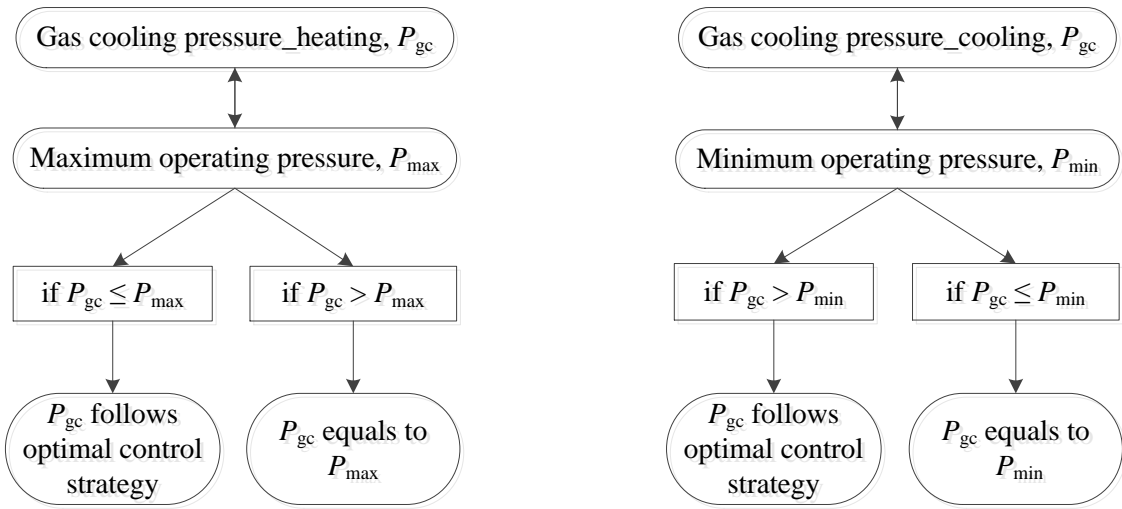 Gas cooling pressure_heating, Pgc
Maximum operating pressure, Pmax
if Pgc ≤ Pmax
if Pgc > Pmax
Pgc follows
optimal control
strategy
Pgc equals to
Pmax
Gas cooling pressure_cooling, Pgc
Minimum operating pressure, Pmin
if Pgc > Pmin
if Pgc ≤ Pmin
Pgc follows
optimal control
strategy
Pgc equals to
Pmin